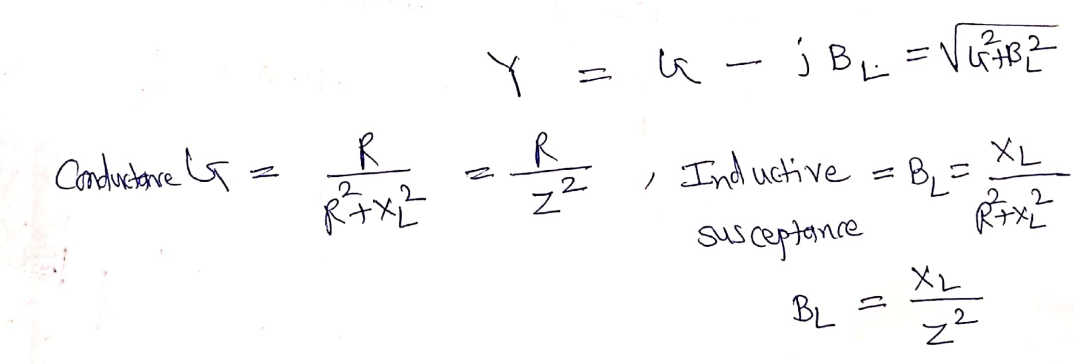 Y = G - j B_L = √(G²+B_L²)
Conductance G = R/(R²+X_L²) = R/Z² , Inductive susceptance = B_L = X_L/(R²+X_L²)
B_L = X_L/Z²